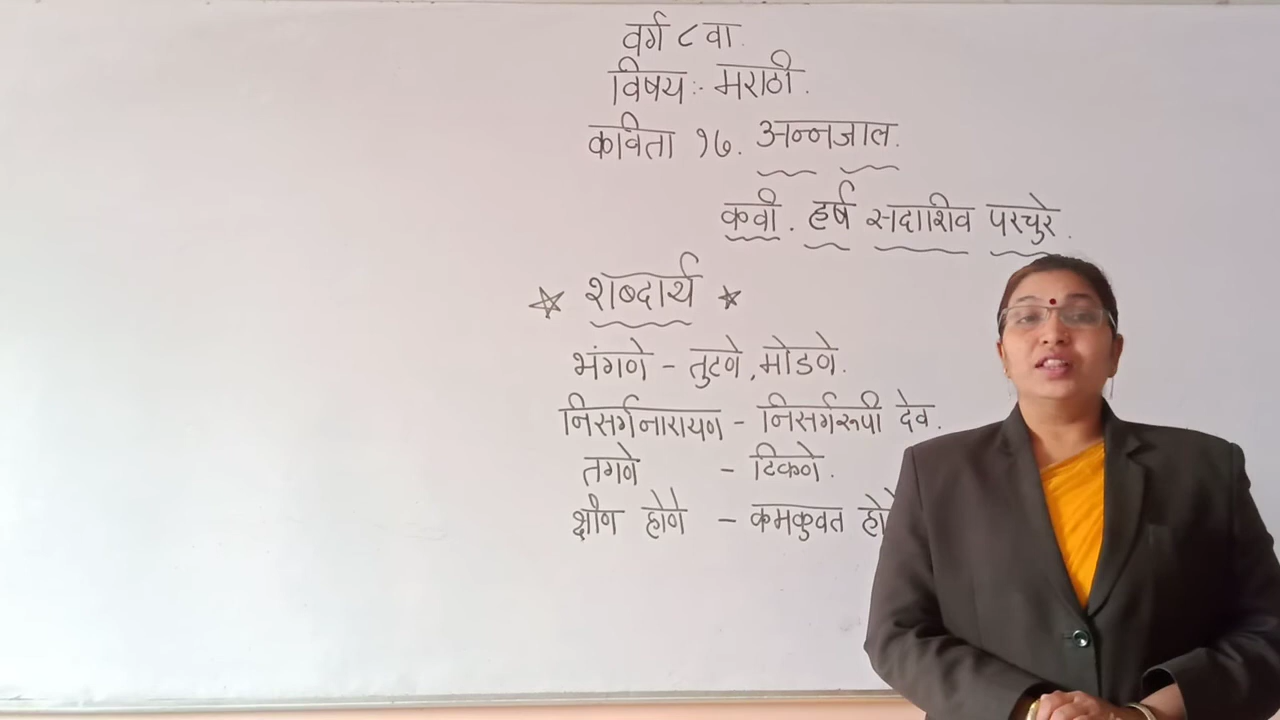 वर्ग ८ वा.
विषय :- मराठी.
कविता १७. अन्नजाल.
कवी. हर्ष सदाशिव परचुरे.
शब्दार्थ
भंगणे - तुटणे, मोडणे.
निसर्गनारायण - निसर्गरूपी देव.
तगणे - टिकणे.
क्षीण होणे - कमकुवत हो